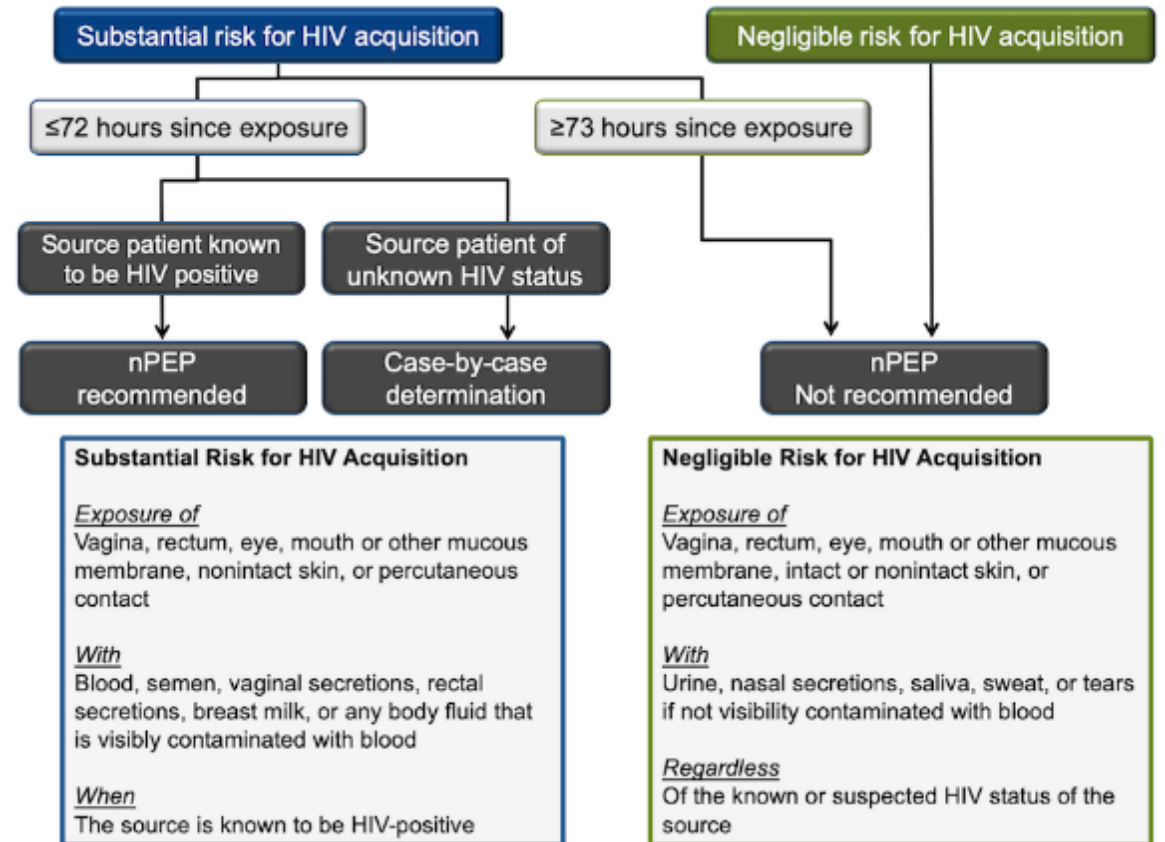 Substantial risk for HIV acquisition
Negligible risk for HIV acquisition
≤72 hours since exposure
≥73 hours since exposure
Source patient known
to be HIV positive
Source patient of
unknown HIV status
nPEP
recommended
Case-by-case
determination
nPEP
Not recommended
Substantial Risk for HIV Acquisition
Exposure of
Vagina, rectum, eye, mouth or other mucous
membrane, nonintact skin, or percutaneous
contact
With
Blood, semen, vaginal secretions, rectal
secretions, breast milk, or any body fluid that
is visibly contaminated with blood
When
The source is known to be HIV-positive
Negligible Risk for HIV Acquisition
Exposure of
Vagina, rectum, eye, mouth or other mucous
membrane, intact or nonintact skin, or
percutaneous contact
With
Urine, nasal secretions, saliva, sweat, or tears
if not visibility contaminated with blood
Regardless
Of the known or suspected HIV status of the
source